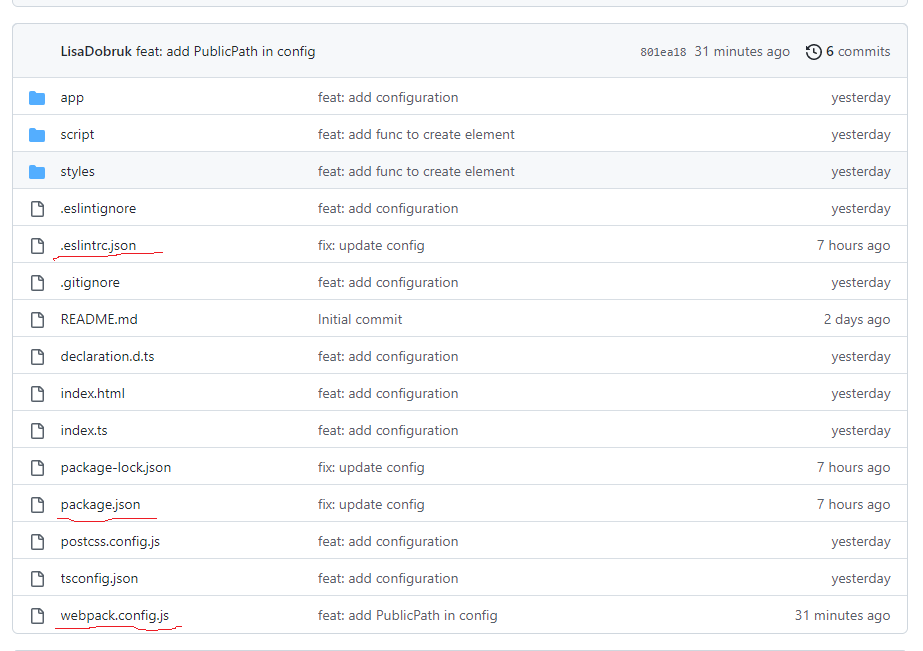 LisaDobruk feat: add PublicPath in config 801ea18 31 minutes ago 6 commits
app feat: add configuration yesterday
script feat: add func to create element yesterday
styles feat: add func to create element yesterday
.eslintignore feat: add configuration yesterday
.eslintrc.json fix: update config 7 hours ago
.gitignore feat: add configuration yesterday
README.md Initial commit 2 days ago
declaration.d.ts feat: add configuration yesterday
index.html feat: add configuration yesterday
index.ts feat: add configuration yesterday
package-lock.json fix: update config 7 hours ago
package.json fix: update config 7 hours ago
postcss.config.js feat: add configuration yesterday
tsconfig.json feat: add configuration yesterday
webpack.config.js feat: add PublicPath in config 31 minutes ago